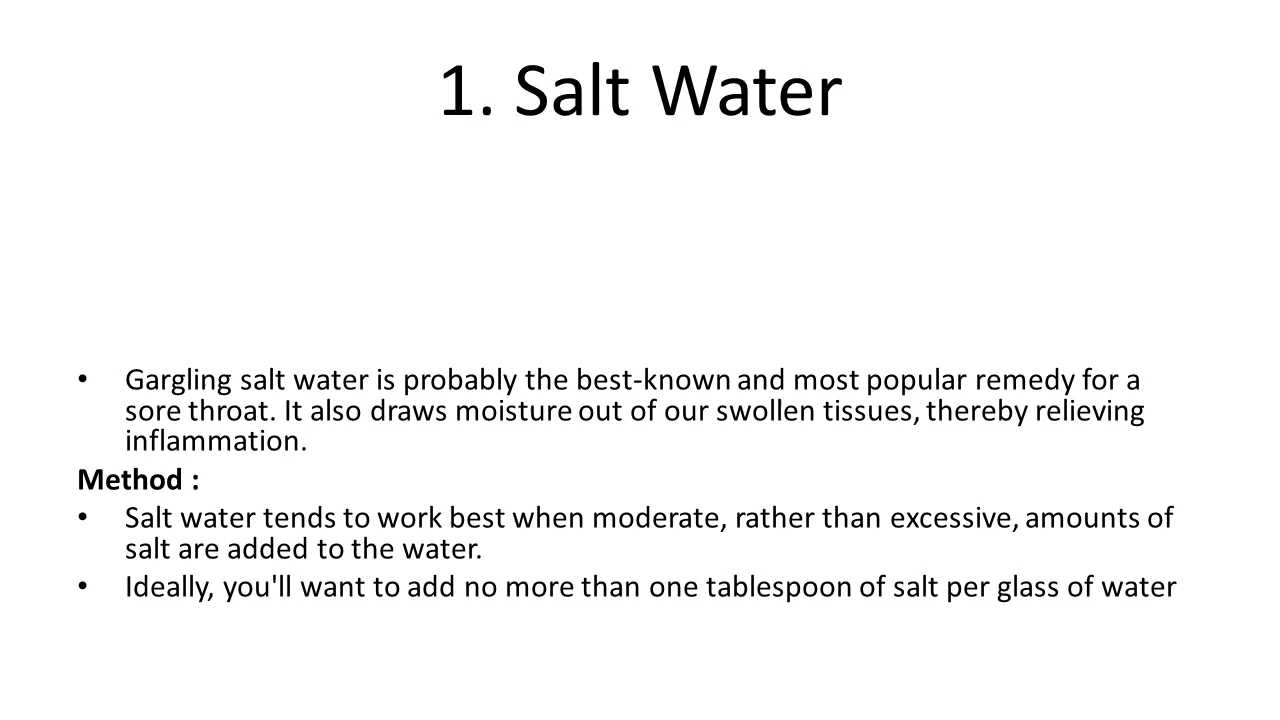 1. Salt Water
• Gargling salt water is probably the best-known and most popular remedy for a
sore throat. It also draws moisture out of our swollen tissues, thereby relieving
inflammation.
Method :
• Salt water tends to work best when moderate, rather than excessive, amounts of
salt are added to the water.
• Ideally, you'll want to add no more than one tablespoon of salt per glass of water